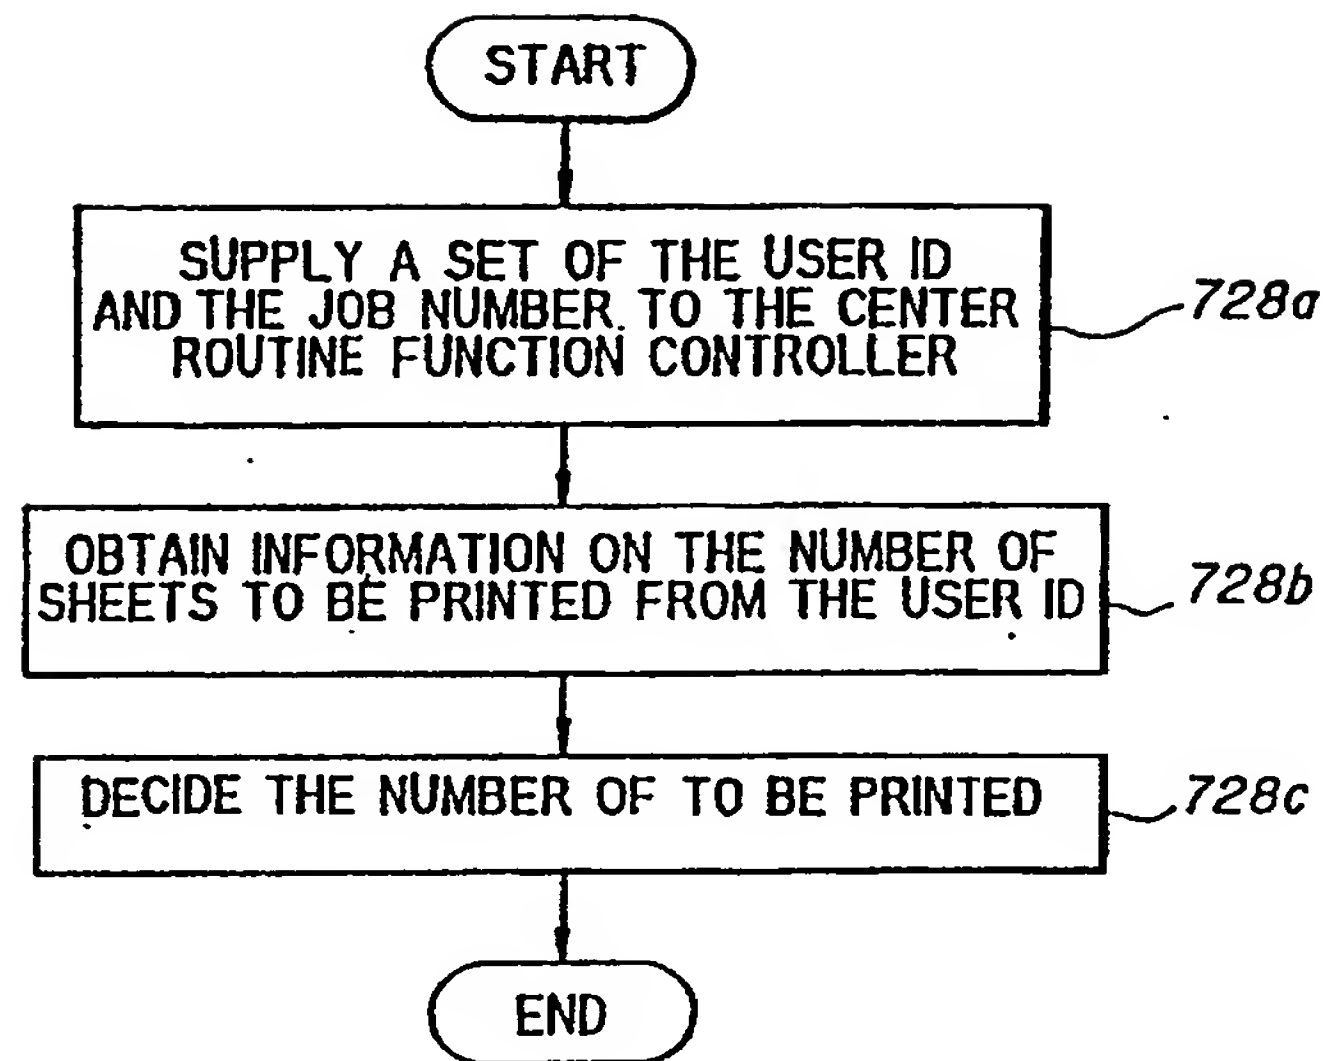 START
SUPPLY A SET OF THE USER ID
AND THE JOB NUMBER. TO THE CENTER
ROUTINE FUNCTION CONTROLLER
728a
OBTAIN INFORMATION ON THE NUMBER OF
SHEETS TO BE PRINTED FROM THE USER ID
728b
DECIDE THE NUMBER OF TO BE PRINTED
728c
END